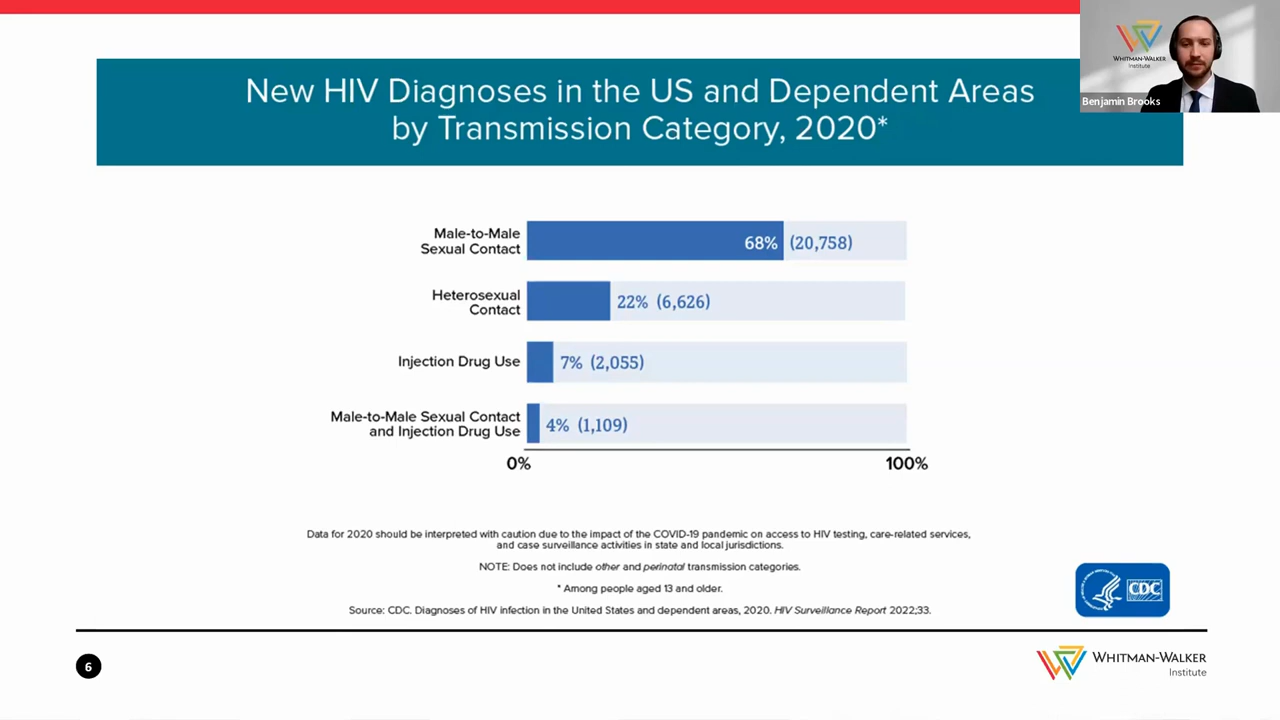 New HIV Diagnoses in the US and Dependent Areas
by Transmission Category, 2020*
WHITMAN-WALKER
Institute
Benjamin Brooks
Male-to-Male
Sexual Contact
68% (20,758)
Heterosexual
Contact
22% (6,626)
Injection Drug Use
7% (2,055)
Male-to-Male Sexual Contact
and Injection Drug Use
4% (1,109)
0% 100%
Data for 2020 should be interpreted with caution due to the impact of the COVID-19 pandemic on access to HIV testing, care-related services,
and case surveillance activities in state and local jurisdictions.
NOTE: Does not include other and perinatal transmission categories.
* Among people aged 13 and older.
Source: CDC. Diagnoses of HIV infection in the United States and dependent areas, 2020. HIV Surveillance Report 2022;33.
CDC
6
WHITMAN-WALKER
Institute